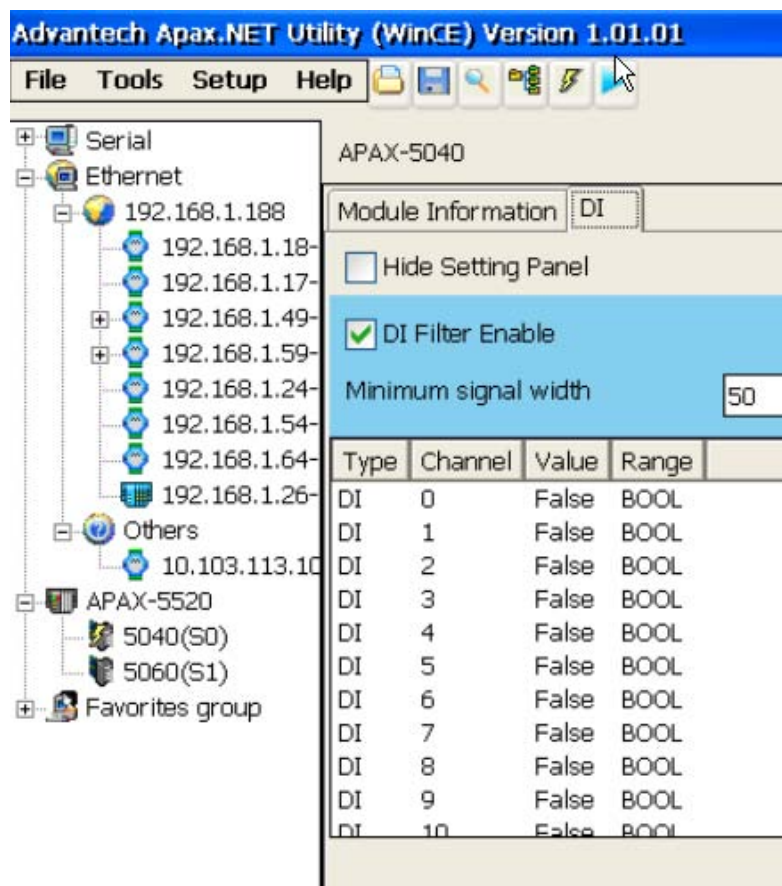 Advantech Apax.NET Utility (WinCE) Version 1.01.01
File Tools Setup Help
Serial
Ethernet
192.168.1.188
192.168.1.18-
192.168.1.17-
192.168.1.49-
192.168.1.59-
192.168.1.24-
192.168.1.54-
192.168.1.64-
192.168.1.26-
Others
10.103.113.10
APAX-5520
5040(S0)
5060(S1)
Favorites group
APAX-5040
Module Information DI
Hide Setting Panel
DI Filter Enable
Minimum signal width 50
Type Channel Value Range
DI 0 False BOOL
DI 1 False BOOL
DI 2 False BOOL
DI 3 False BOOL
DI 4 False BOOL
DI 5 False BOOL
DI 6 False BOOL
DI 7 False BOOL
DI 8 False BOOL
DI 9 False BOOL
DI 10 False BOOL